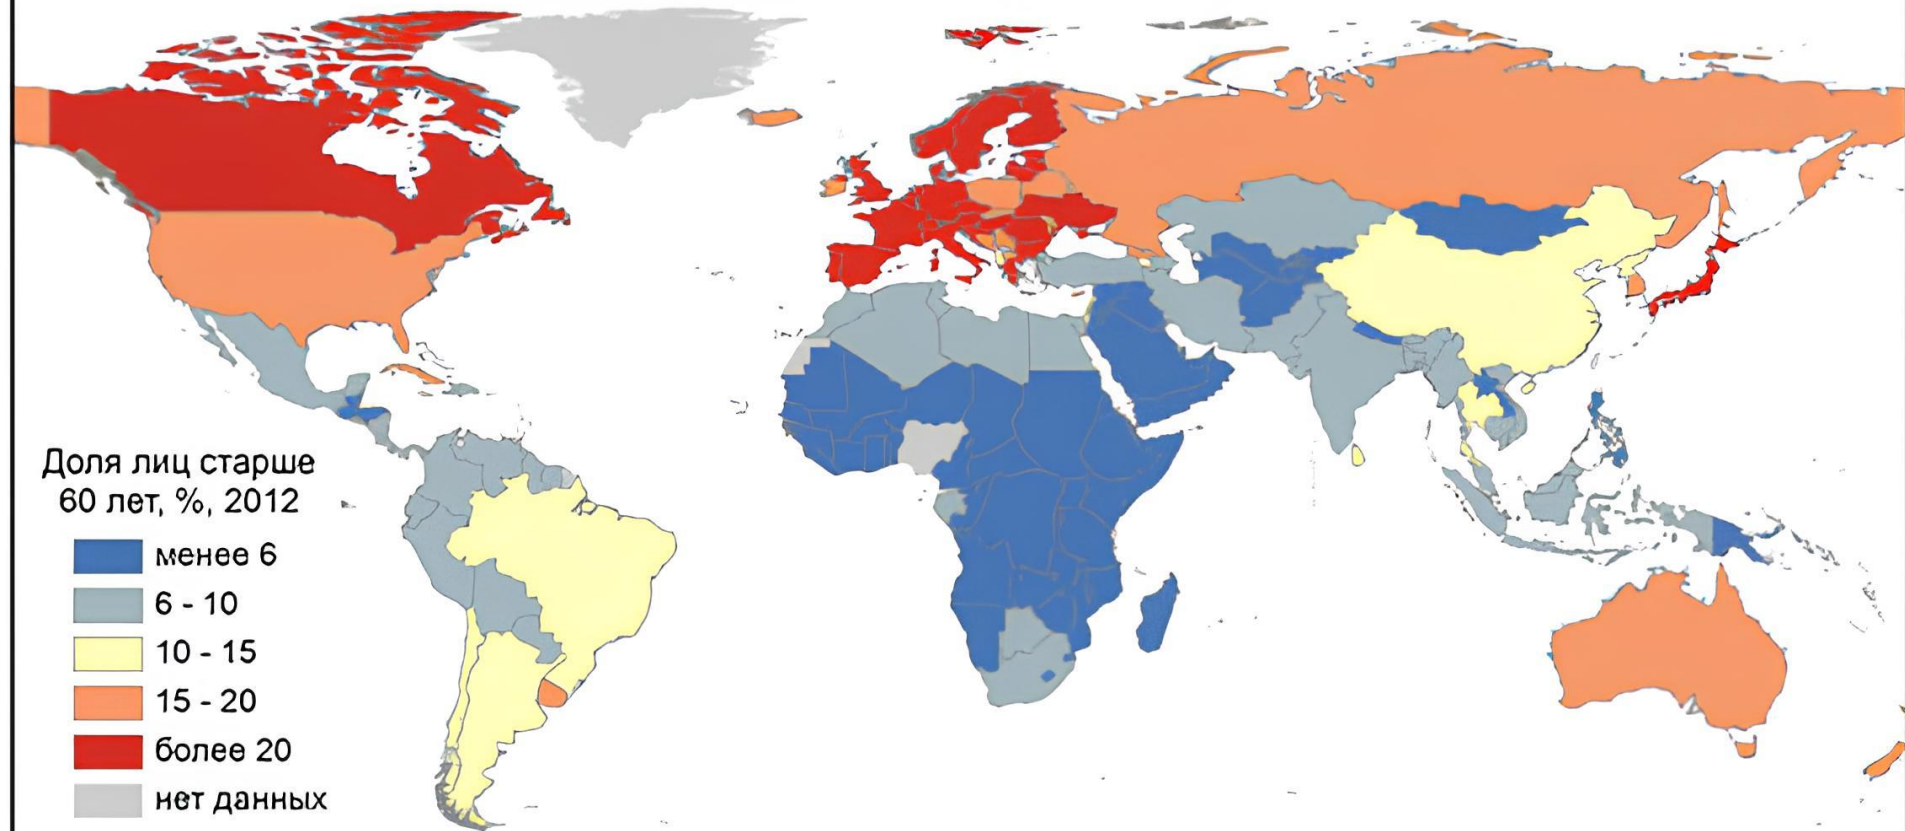 Доля лиц старше
60 лет, %, 2012
менее 6
6 - 10
10 - 15
15 - 20
более 20
нет данных